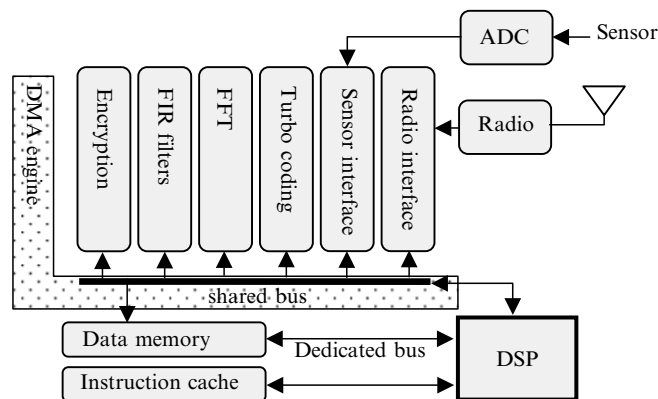 ADC
Sensor
DMA engine
Encryption
FIR filters
FFT
Turbo coding
Sensor interface
Radio interface
Radio
shared bus
Data memory
Dedicated bus
DSP
Instruction cache